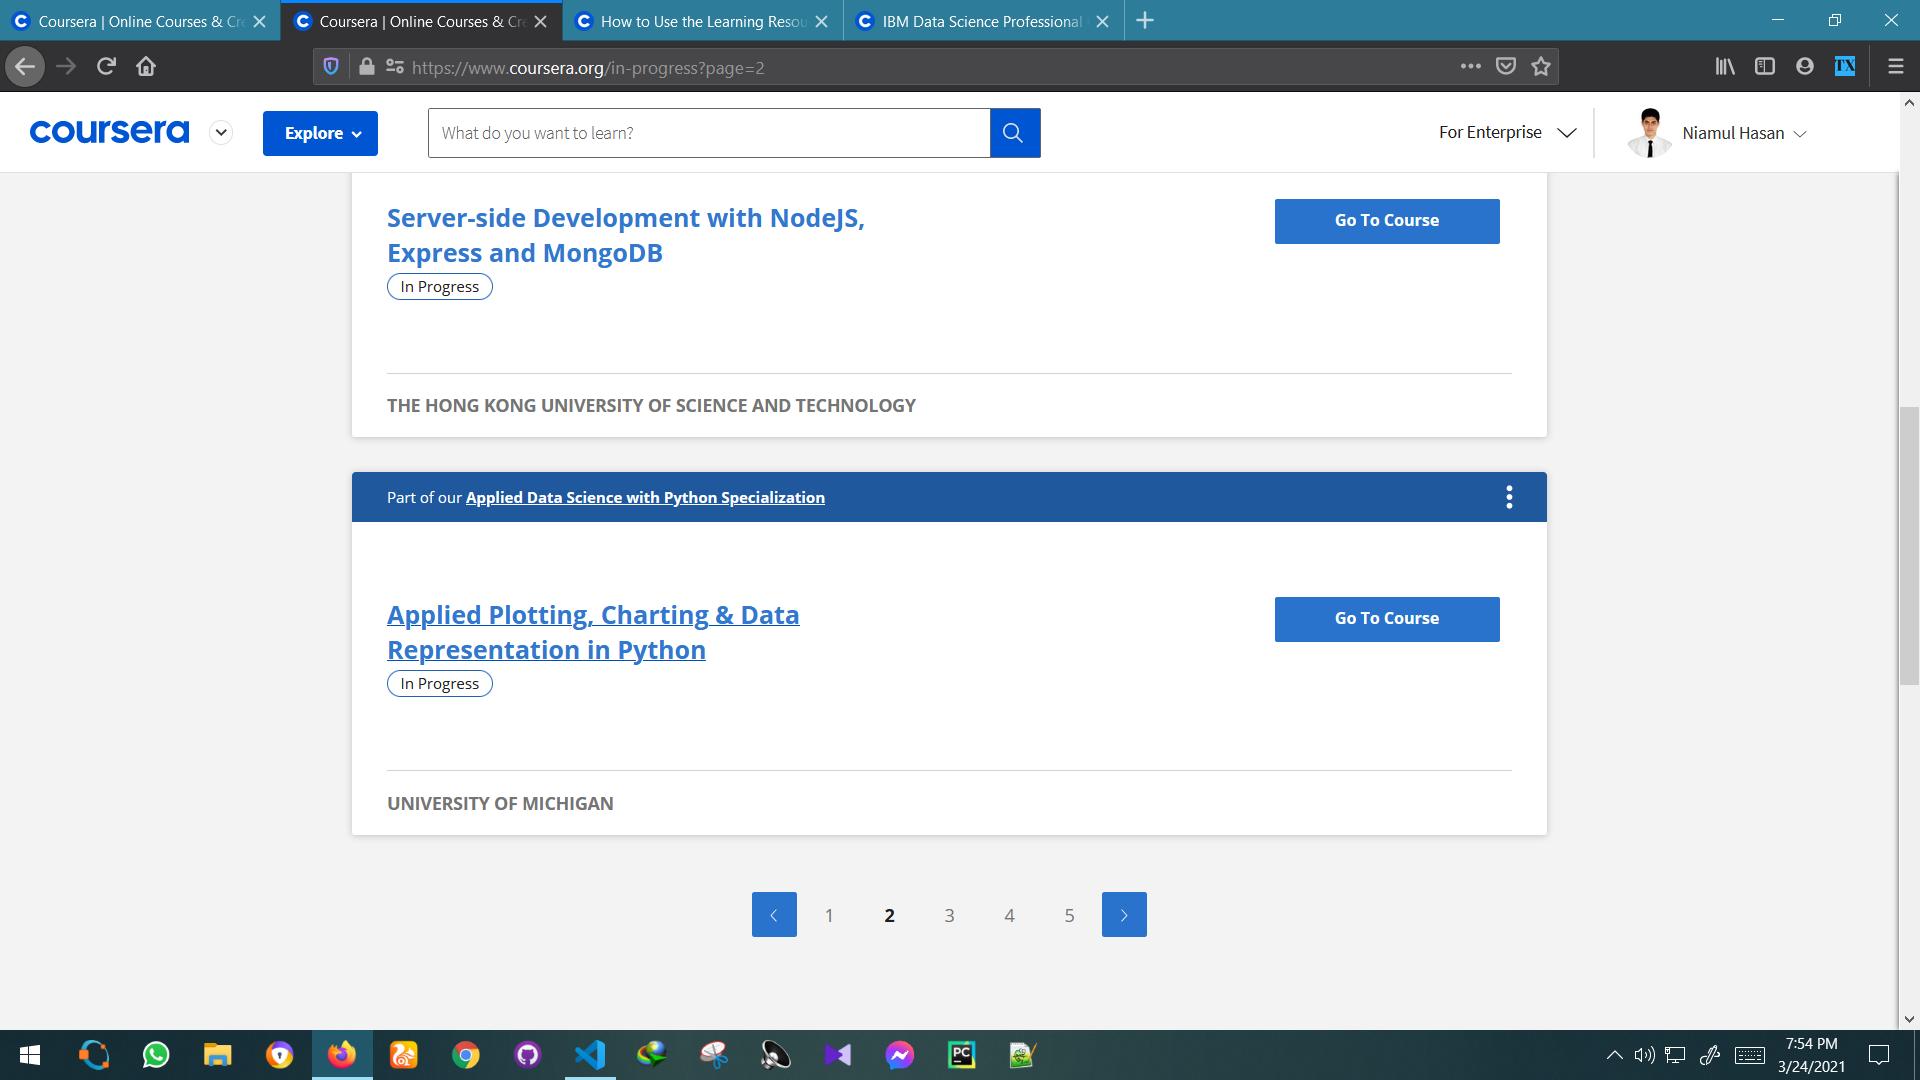 Coursera | Online Courses & Cre
Coursera | Online Courses & Cre
How to Use the Learning Resou
IBM Data Science Professional
https://www.coursera.org/in-progress?page=2
coursera
Explore
What do you want to learn?
For Enterprise
Niamul Hasan
Server-side Development with NodeJS,
Express and MongoDB
Go To Course
In Progress
THE HONG KONG UNIVERSITY OF SCIENCE AND TECHNOLOGY
Part of our Applied Data Science with Python Specialization
Applied Plotting, Charting & Data
Representation in Python
Go To Course
In Progress
UNIVERSITY OF MICHIGAN
1 2 3 4 5
PC
7:54 PM
3/24/2021